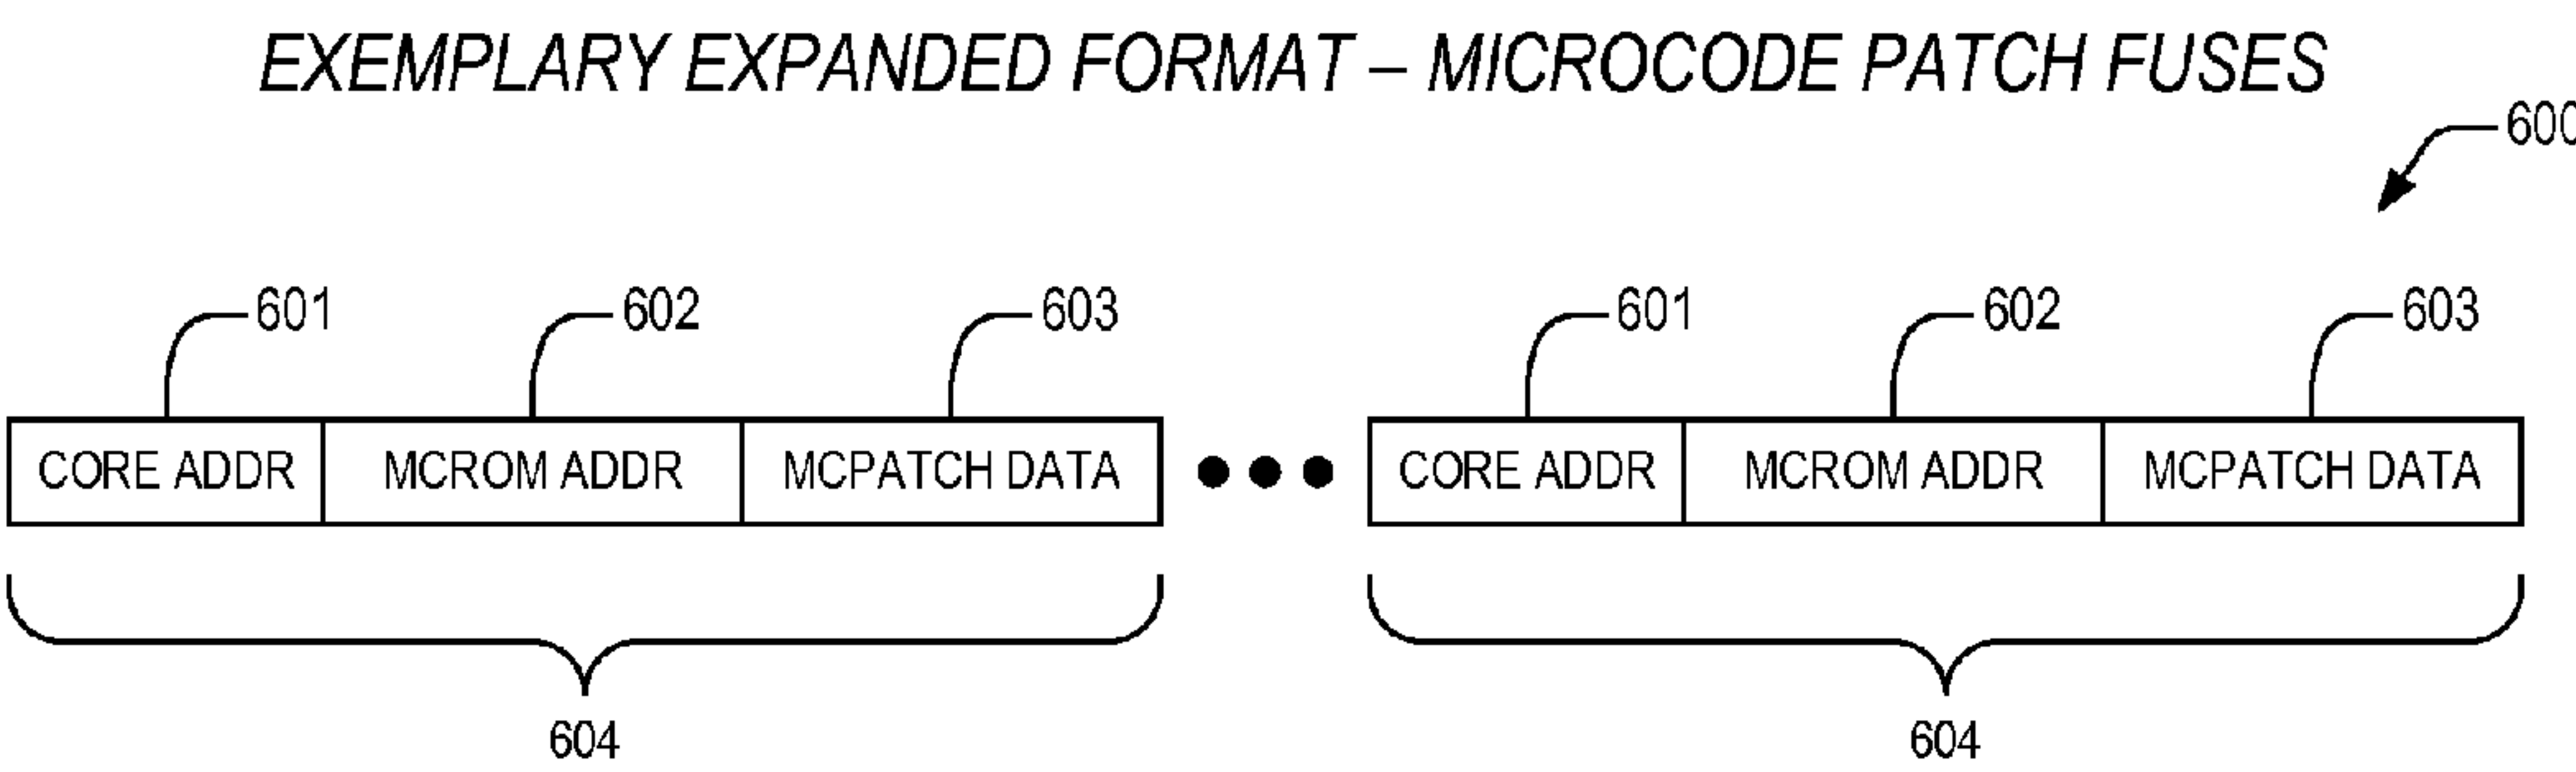 EXEMPLARY EXPANDED FORMAT – MICROCODE PATCH FUSES
600
601 602 603 601 602 603
CORE ADDR MCROM ADDR MCPATCH DATA ●●● CORE ADDR MCROM ADDR MCPATCH DATA
604 604